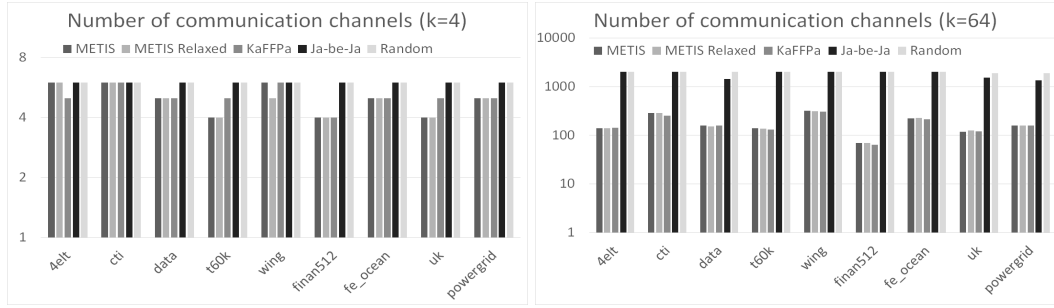 Number of communication channels (k=4)
METIS METIS Relaxed KaFFPa Ja-be-Ja Random
8
4
2
1
4elt cti data t60k wing finan512 fe_ocean uk powergrid
Number of communication channels (k=64)
METIS METIS Relaxed KaFFPa Ja-be-Ja Random
10000
1000
100
10
1
4elt cti data t60k wing finan512 fe_ocean uk powergrid